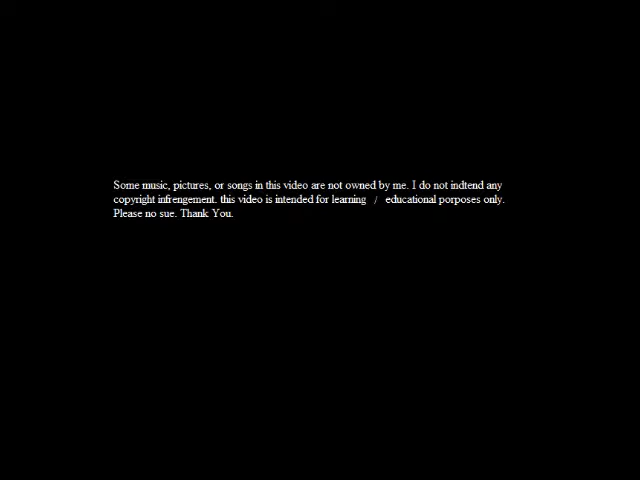 Some music, pictures, or songs in this video are not owned by me. I do not indtend any
copyright infrengement. this video is intended for learning / educational porposes only.
Please no sue. Thank You.